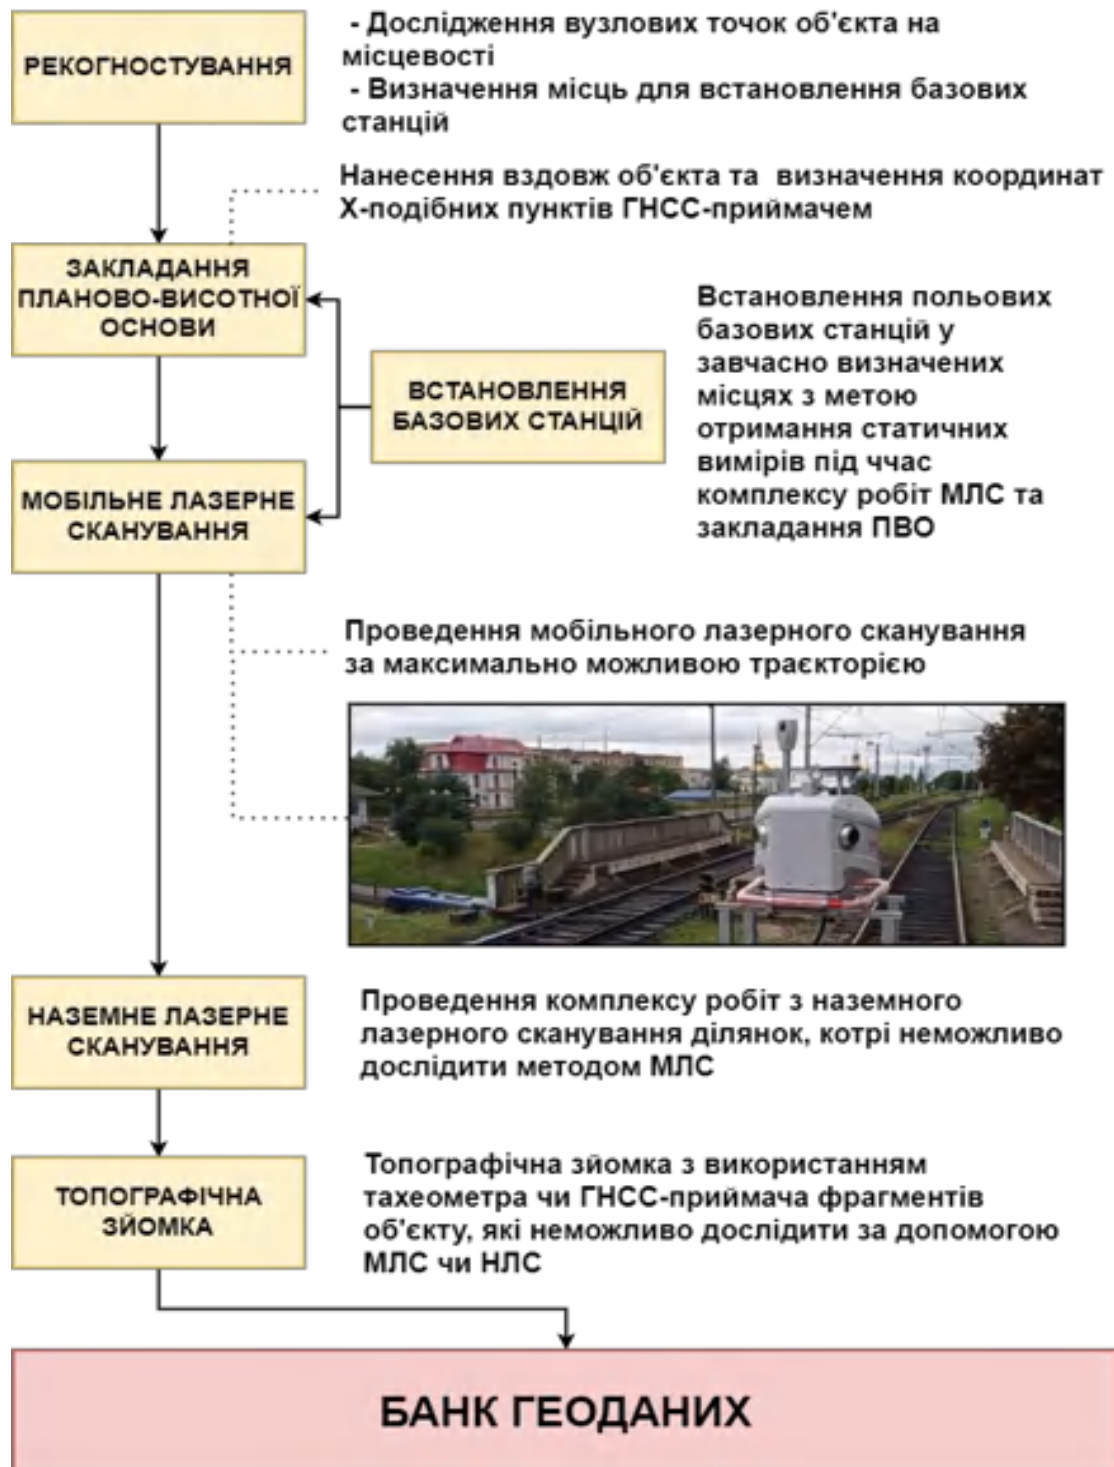 РЕКОГНОСТУВАННЯ
- Дослідження вузлових точок об'єкта на
місцевості
- Визначення місць для встановлення базових
станцій
Нанесення вздовж об'єкта та визначення координат
Х-подібних пунктів ГНСС-приймачем
ЗАКЛАДАННЯ
ПЛАНОВО-ВИСОТНОЇ
ОСНОВИ
ВСТАНОВЛЕННЯ
БАЗОВИХ СТАНЦІЙ
Встановлення польових
базових станцій у
завчасно визначених
місцях з метою
отримання статичних
вимірів під ччас
комплексу робіт МЛС та
закладання ПВО
МОБІЛЬНЕ ЛАЗЕРНЕ
СКАНУВАННЯ
Проведення мобільного лазерного сканування
за максимально можливою траєкторією
НАЗЕМНЕ ЛАЗЕРНЕ
СКАНУВАННЯ
Проведення комплексу робіт з наземного
лазерного сканування ділянок, котрі неможливо
дослідити методом МЛС
ТОПОГРАФІЧНА
ЗЙОМКА
Топографічна зйомка з використанням
тахеометра чи ГНСС-приймача фрагментів
об'єкту, які неможливо дослідити за допомогою
МЛС чи НЛС
БАНК ГЕОДАНИХ